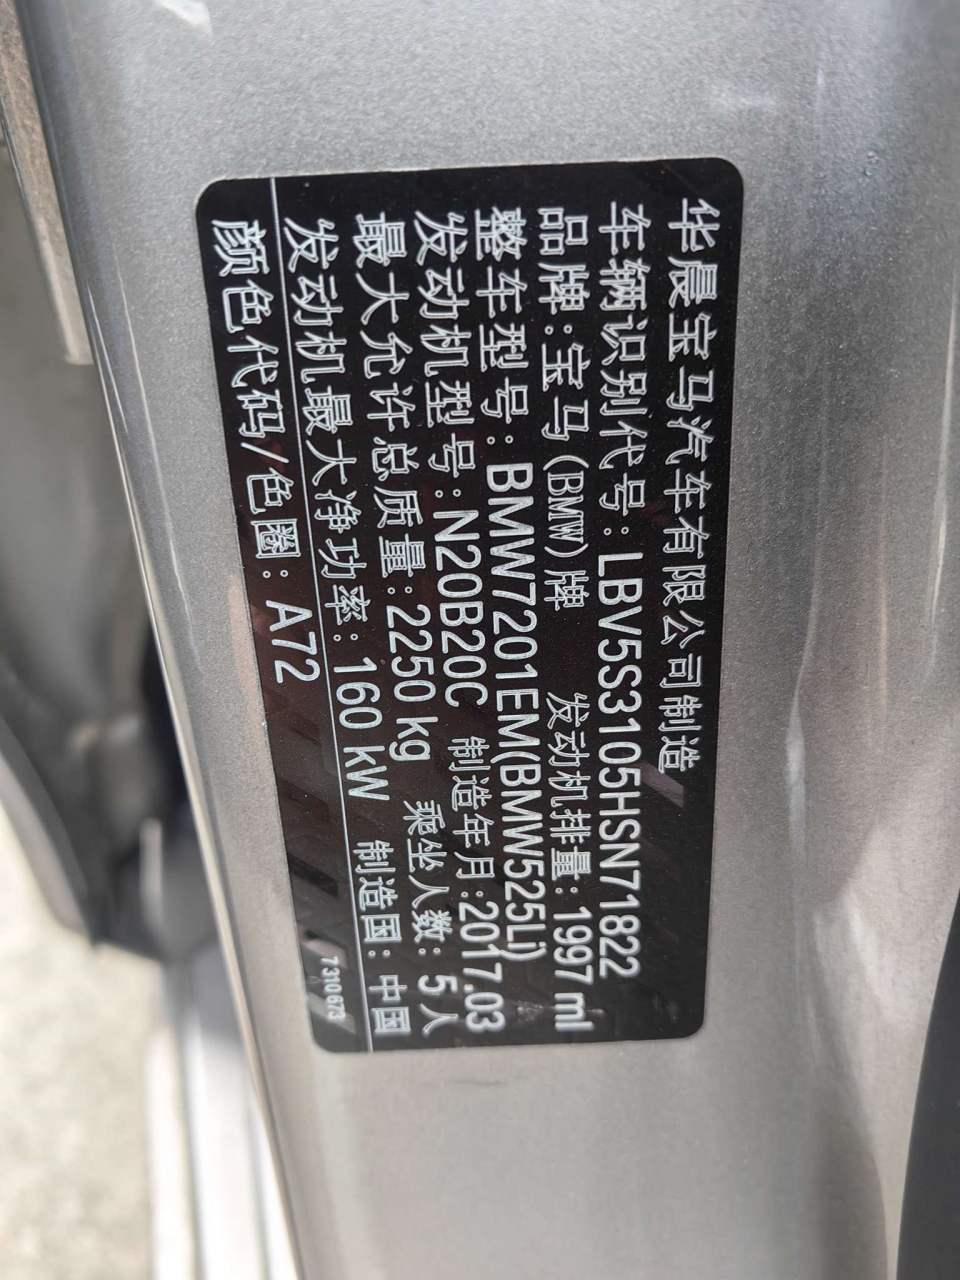 华晨宝马汽车有限公司制造
车辆识别代号：LBV5S3105HSN71822
品牌：宝马(BMW)牌 发动机排量：1997 ml
整车型号：BMW7201EM(BMW525Li)
发动机型号：N20B20C 制造年月：2017.03
最大允许总质量：2250 kg 乘坐人数：5人
发动机最大净功率：160 kW 制造国：中国
颜色代码/色圈：A72
7 310 673